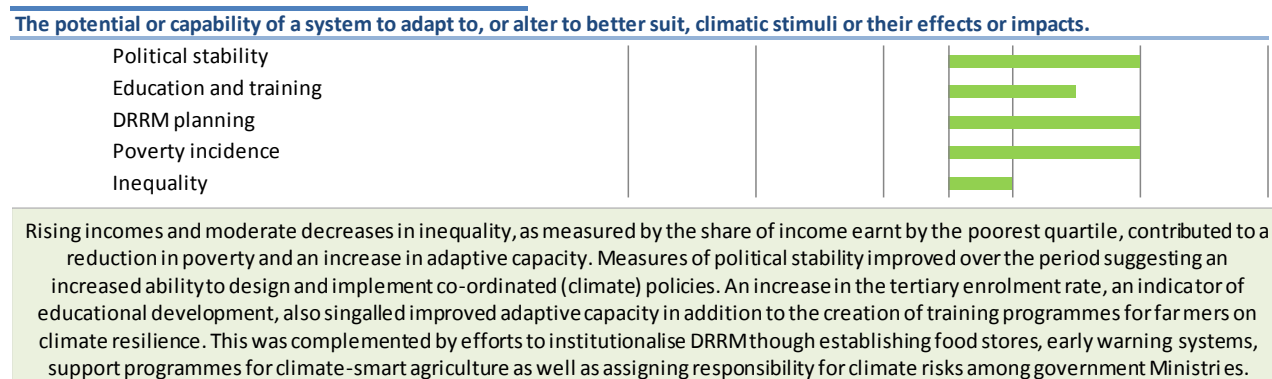 The potential or capability of a system to adapt to, or alter to better suit, climatic stimuli or their effects or impacts.
Political stability
Education and training
DRRM planning
Poverty incidence
Inequality
Rising incomes and moderate decreases in inequality, as measured by the share of income earnt by the poorest quartile, contributed to a
reduction in poverty and an increase in adaptive capacity. Measures of political stability improved over the period suggesting an
increased ability to design and implement co-ordinated (climate) policies. An increase in the tertiary enrolment rate, an indicator of
educational development, also singalled improved adaptive capacity in addition to the creation of training programmes for farmers on
climate resilience. This was complemented by efforts to institutionalise DRRM though establishing food stores, early warning systems,
support programmes for climate-smart agriculture as well as assigning responsibility for climate risks among government Ministries.